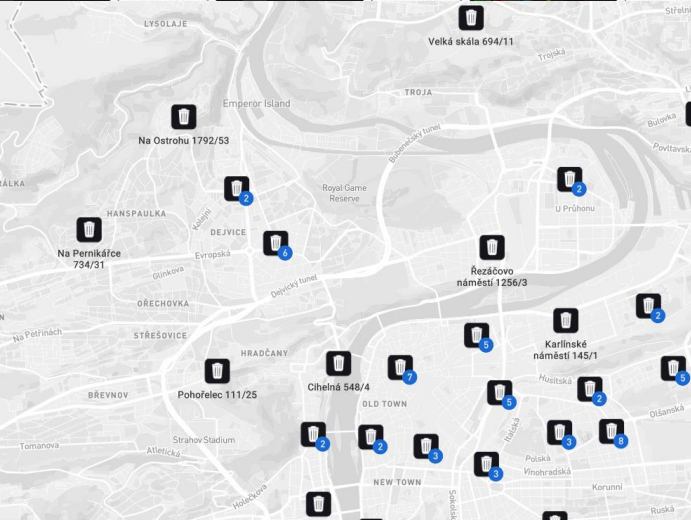 LYSOLAJE
Velká skála 694/11
Trojská
TROJA
Emperor Island
Bulovka
Na Ostrohu 1792/53
Bubenečský tunel
Povltavská
Royal Game
Reserve
2
2
U Průhonu
HANSPAULKA
Kolejní
DEJVICE
6
Na Pernikářce
734/31
Evropská
Glinkova
Řezáčovo
náměstí 1256/3
Dejvický tunel
OŘECHOVKA
2
Na Petřinách
STŘEŠOVICE
5
Karlínské
náměstí 145/1
HRADČANY
7
5
Pohořelec 111/25
Cihelná 548/4
Husitská
2
BŘEVNOV
OLD TOWN
5
Olšanská
Italská
Strahov Stadium
2
2
3
3
8
Tomanova
Atletická
Polská
Vinohradská
3
NEW TOWN
Korunní
Holečkova
Sokolská
Ruská